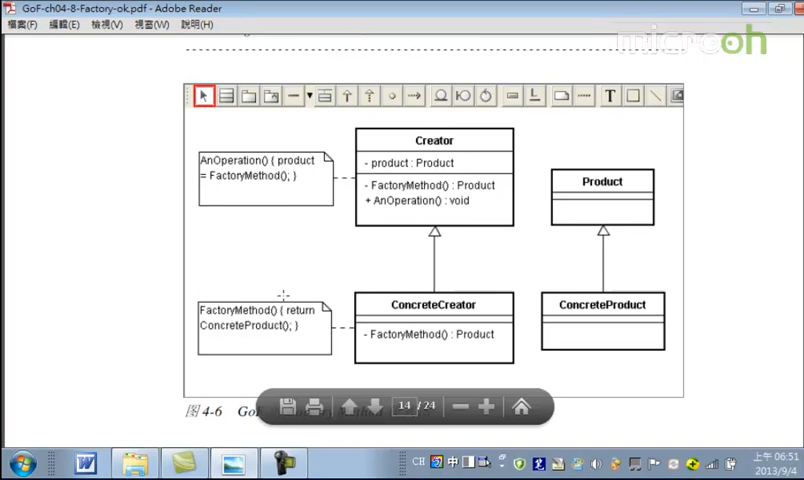 GoF-ch04-8-Factory-ok.pdf - Adobe Reader
檔案(F) 編輯(E) 檢視(V) 視窗(W) 說明(H)
microoh
T
Creator
AnOperation() { product
= FactoryMethod(); }
- product : Product
- FactoryMethod() : Product
+ AnOperation() : void
Product
FactoryMethod() { return
ConcreteProduct(); }
ConcreteCreator
- FactoryMethod() : Product
ConcreteProduct
14 / 24
图 4-6
CH 中
上午 06:51
2013/9/4